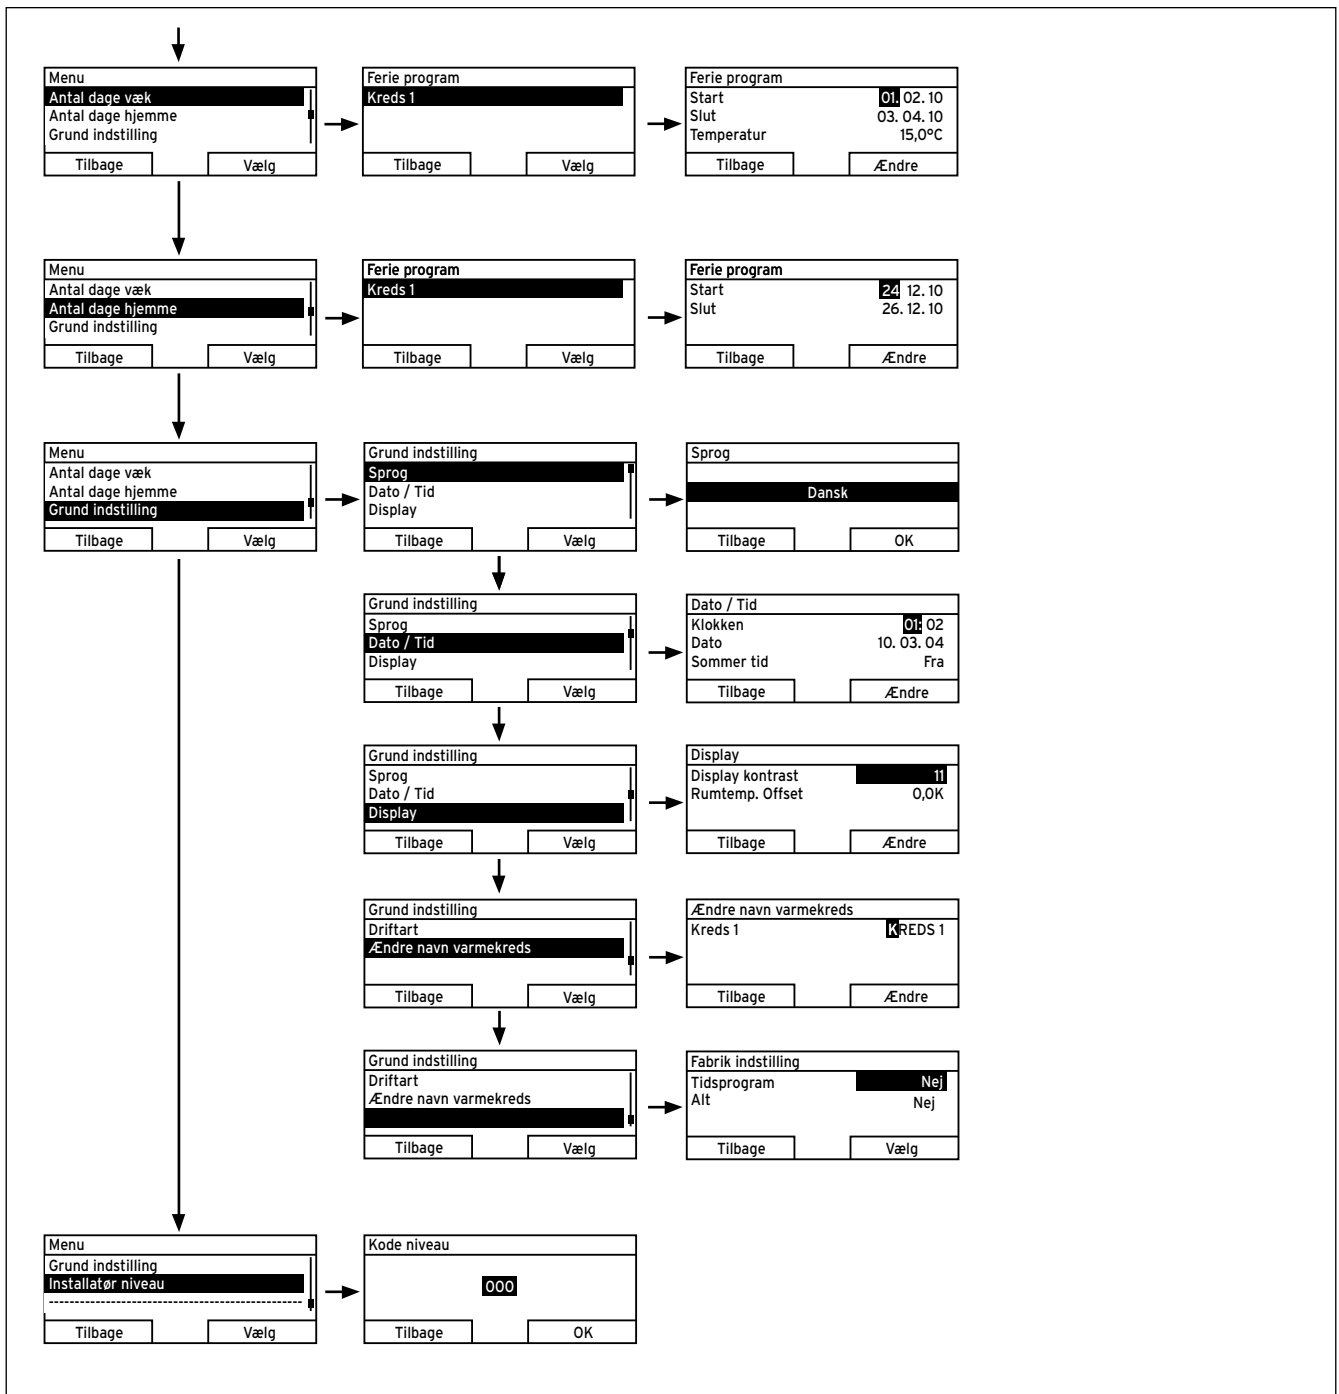 Menu
Antal dage væk
Antal dage hjemme
Grund indstilling
Tilbage Vælg
Ferie program
Kreds 1
Tilbage Vælg
Ferie program
Start 01. 02. 10
Slut 03. 04. 10
Temperatur 15,0°C
Tilbage Ændre
Menu
Antal dage væk
Antal dage hjemme
Grund indstilling
Tilbage Vælg
Ferie program
Kreds 1
Tilbage Vælg
Ferie program
Start 24 12. 10
Slut 26. 12. 10
Tilbage Ændre
Menu
Antal dage væk
Antal dage hjemme
Grund indstilling
Tilbage Vælg
Grund indstilling
Sprog
Dato / Tid
Display
Tilbage Vælg
Sprog
Dansk
Tilbage OK
Grund indstilling
Sprog
Dato / Tid
Display
Tilbage Vælg
Dato / Tid
Klokken 01: 02
Dato 10. 03. 04
Sommer tid Fra
Tilbage Ændre
Grund indstilling
Sprog
Dato / Tid
Display
Tilbage Vælg
Display
Display kontrast 11
Rumtemp. Offset 0,0K
Tilbage Ændre
Grund indstilling
Driftart
Ændre navn varmekreds
Tilbage Vælg
Ændre navn varmekreds
Kreds 1 KREDS 1
Tilbage Ændre
Grund indstilling
Driftart
Ændre navn varmekreds
Tilbage Vælg
Fabrik indstilling
Tidsprogram Nej
Alt Nej
Tilbage Vælg
Menu
Grund indstilling
Installatør niveau
------------------------------------------------
Tilbage Vælg
Kode niveau
000
Tilbage OK